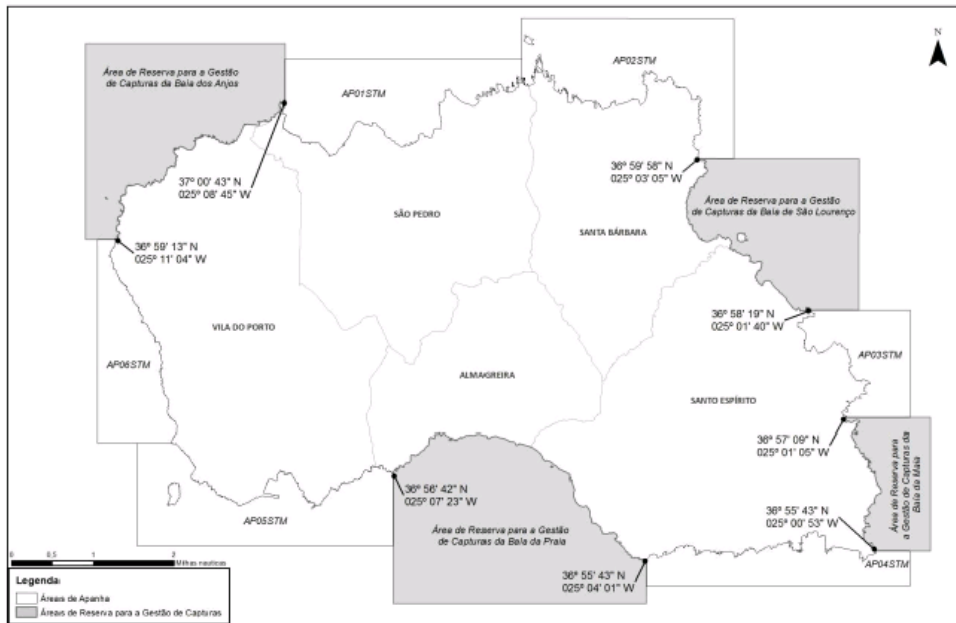 N
Área de Reserva para a Gestão
de Capturas da Baía dos Anjos
AP01STM
AP02STM
37º 00' 43" N
025º 08' 45" W
36º 59' 58" N
025º 03' 05" W
Área de Reserva para a Gestão
de Capturas da Baía de São Lourenço
SÃO PEDRO
SANTA BÁRBARA
36º 59' 13" N
025º 11' 04" W
36º 58' 19" N
025º 01' 40" W
VILA DO PORTO
AP06STM
ALMAGREIRA
AP03STM
SANTO ESPÍRITO
36º 57' 09" N
025º 01' 05" W
Área de Reserva para
a Gestão de Capturas da
Baía da Maia
36º 56' 42" N
025º 07' 23" W
36º 55' 43" N
025º 00' 53" W
AP05STM
Área de Reserva para a Gestão
de Capturas da Baía da Praia
AP04STM
36º 55' 43" N
025º 04' 01" W
0 0,5 1 2
Milhas nauticas
Legenda:
Áreais de Apanha
Áreais de Reserva para a Gestão de Capturas